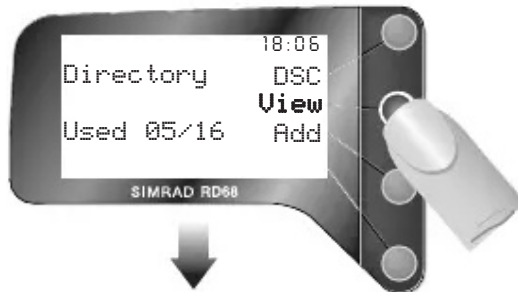 18:06
Directory DSC
View
Used 05/16 Add
SIMRAD RD68